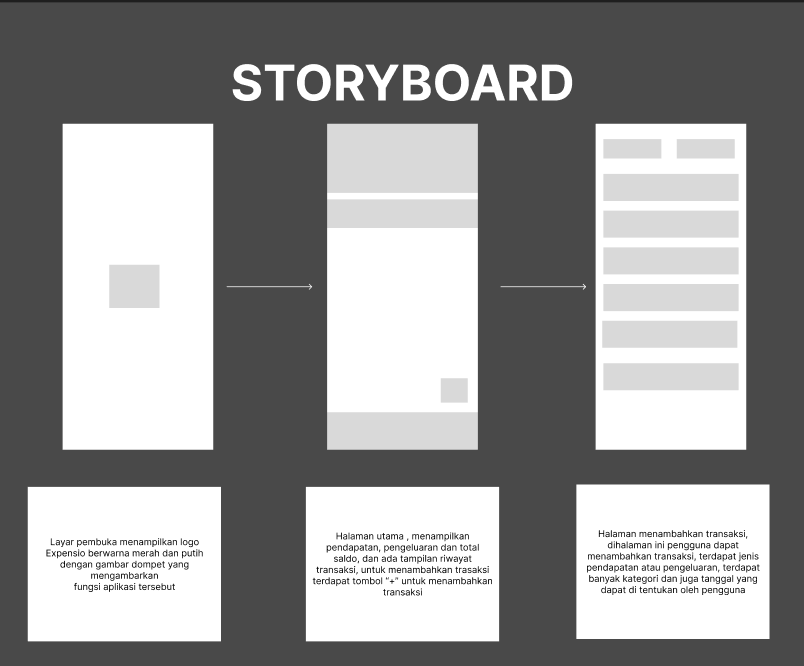 STORYBOARD
Layar pembuka menampilkan logo
Expensio berwarna merah dan putih
dengan gambar dompet yang
mengambarkan
fungsi aplikasi tersebut
Halaman utama , menampilkan
pendapatan, pengeluaran dan total
saldo, dan ada tampilan riwayat
transaksi, untuk menambahkan trasaksi
terdapat tombol "+" untuk menambahkan
transaksi
Halaman menambahkan transaksi,
dihalaman ini pengguna dapat
menambahkan transaksi, terdapat jenis
pendapatan atau pengeluaran, terdapat
banyak kategori dan juga tanggal yang
dapat di tentukan oleh pengguna